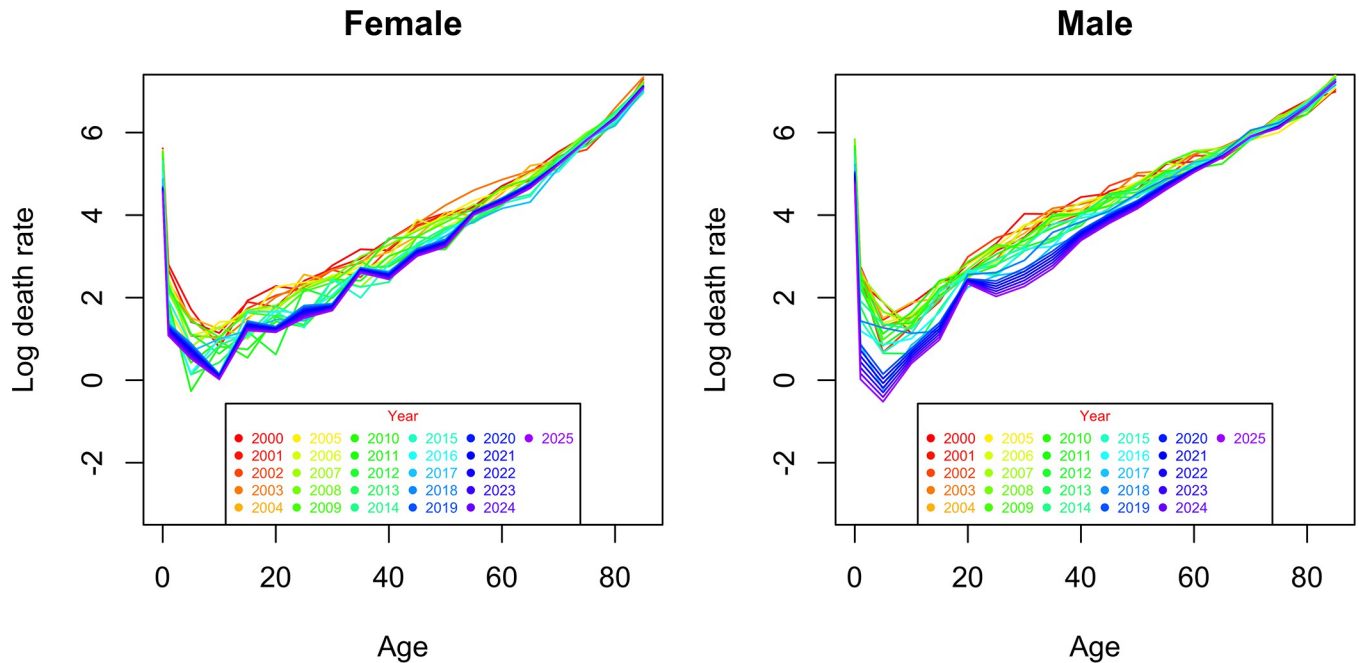 Female
Log death rate
6
4
2
0
-2
Year
2000 2005 2010 2015 2020 2025
2001 2006 2011 2016 2021
2002 2007 2012 2017 2022
2003 2008 2013 2018 2023
2004 2009 2014 2019 2024
0 20 40 60 80
Age
Male
Log death rate
6
4
2
0
-2
Year
2000 2005 2010 2015 2020 2025
2001 2006 2011 2016 2021
2002 2007 2012 2017 2022
2003 2008 2013 2018 2023
2004 2009 2014 2019 2024
0 20 40 60 80
Age